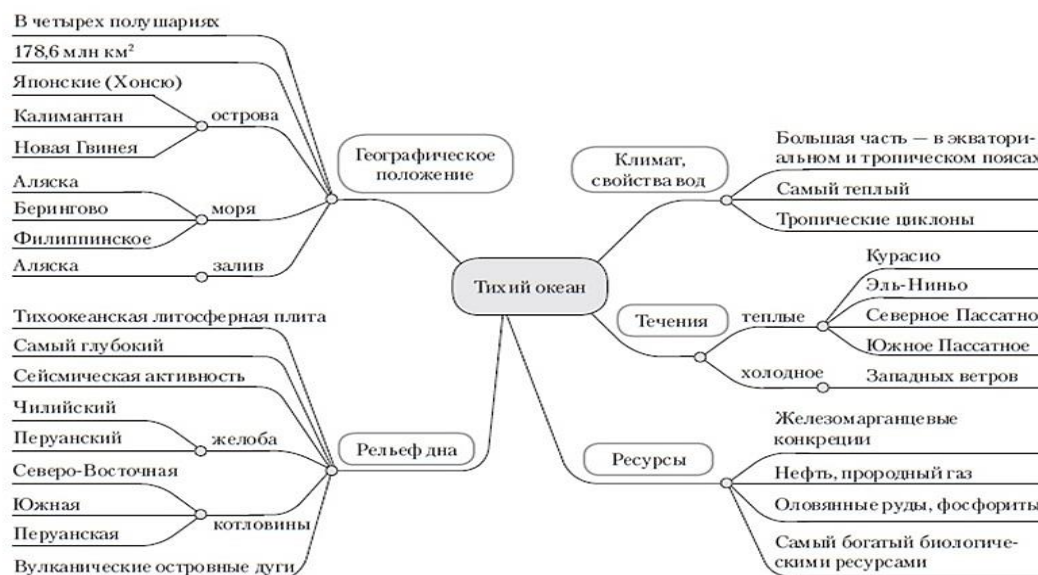 В четырех полушариях
178,6 млн км²
Японские (Хонсю)
Калимантан
Новая Гвинея
острова
Аляска
Берингово
Филиппинское
моря
Аляска
залив
Географическое
положение
Тихоокеанская литосферная плита
Самый глубокий
Сейсмическая активность
Чилийский
Перуанский
желоба
Северо-Восточная
Южная
Перуанская
котловины
Вулканические островные дуги
Рельеф дна
Тихий океан
Климат,
свойства вод
Большая часть — в экватори-
альном и тропическом поясах
Самый теплый
Тропические циклоны
Течения
теплые
Курасио
Эль-Ниньо
Северное Пассатно
Южное Пассатное
холодное
Западных ветров
Ресурсы
Железомарганцевые
конкреции
Нефть, прородный газ
Оловянные руды, фосфориты
Самый богатый биологиче-
скими ресурсами